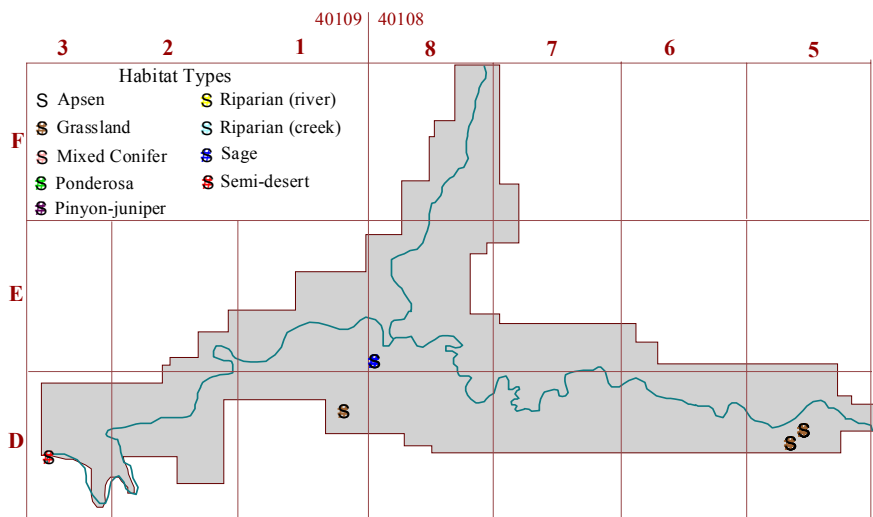 40109 40108
3 2 1 8 7 6 5
Habitat Types
S Apsen
S Riparian (river)
S Grassland
S Riparian (creek)
S Mixed Conifer
S Sage
S Ponderosa
S Semi-desert
S Pinyon-juniper
F
E
S
S
S
S
D
S